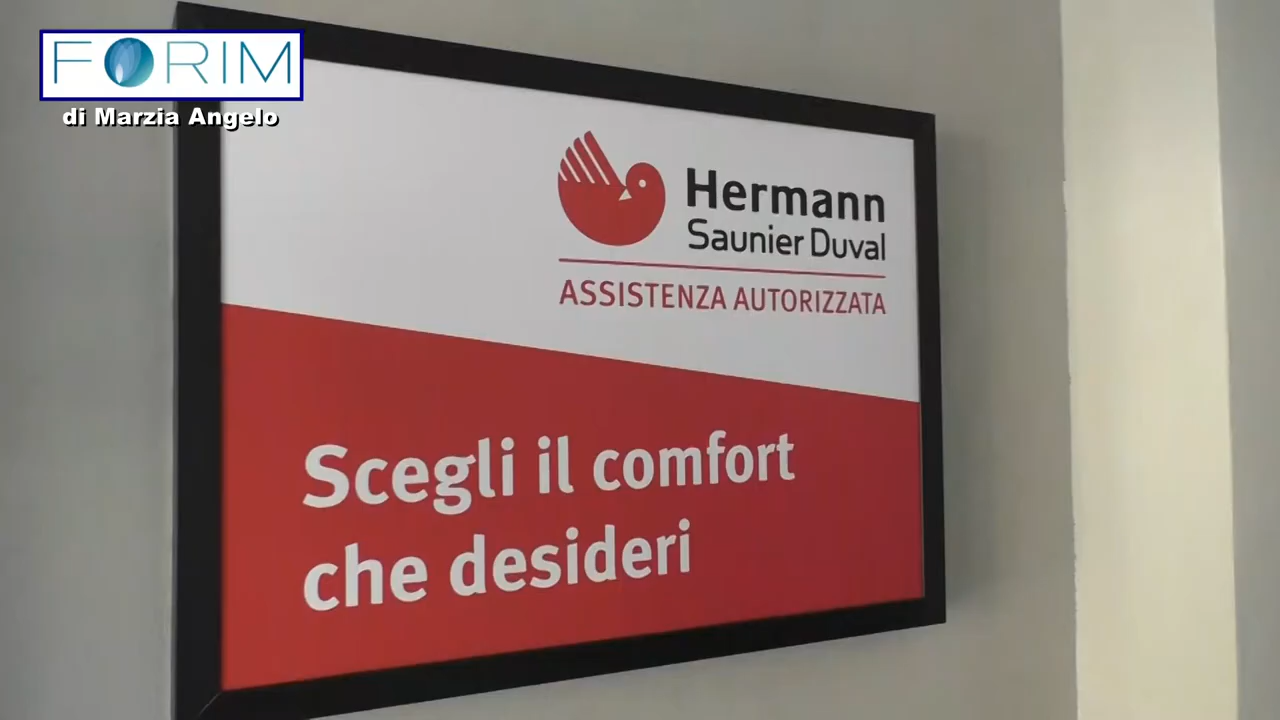 FORIM
di Marzia Angelo
Hermann
Saunier Duval
ASSISTENZA AUTORIZZATA
Scegli il comfort
che desideri